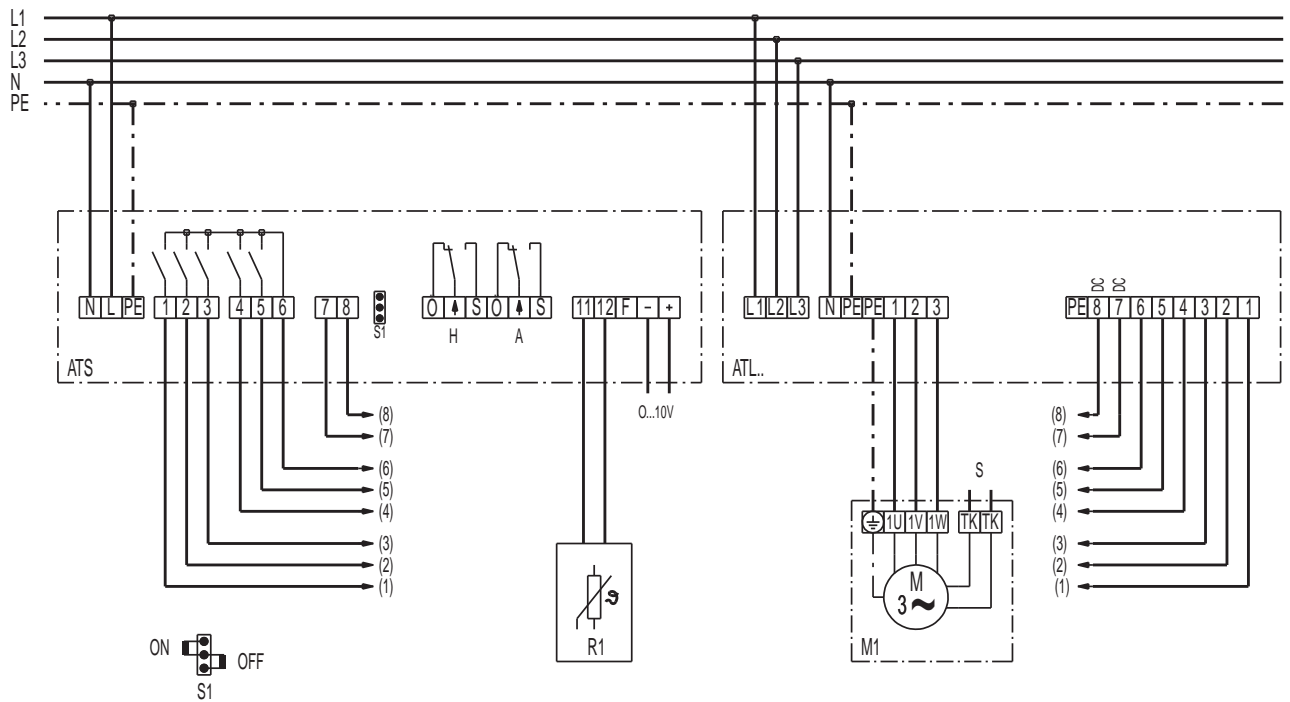 L1
L2
L3
N
PE
N L PE 1 2 3 4 5 6 7 8 S1 Ö S Ö S 11 12 F – +
H A
ATS
O...10V
L1 L2 L3 N PE PE 1 2 3 PE 8 7 6 5 4 3 2 1
DC DC
ATL..
(8)
(7)
(6)
(5)
(4)
(3)
(2)
(1)
(8)
(7)
(6)
(5)
(4)
(3)
(2)
(1)
S
1U 1V 1W TK TK
M
3 ~
M1
ϑ
R1
ON OFF
S1